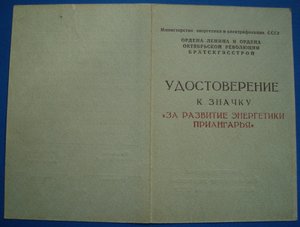 Министерство энергетики и электрификации СССР
ОРДЕНА ЛЕНИНА И ОРДЕНА
ОКТЯБРЬСКОЙ РЕВОЛЮЦИИ
БРАТСКГЭССТРОЙ
УДОСТОВЕРЕНИЕ
К ЗНАЧКУ
«ЗА РАЗВИТИЕ ЭНЕРГЕТИКИ
ПРИАНГАРЬЯ»